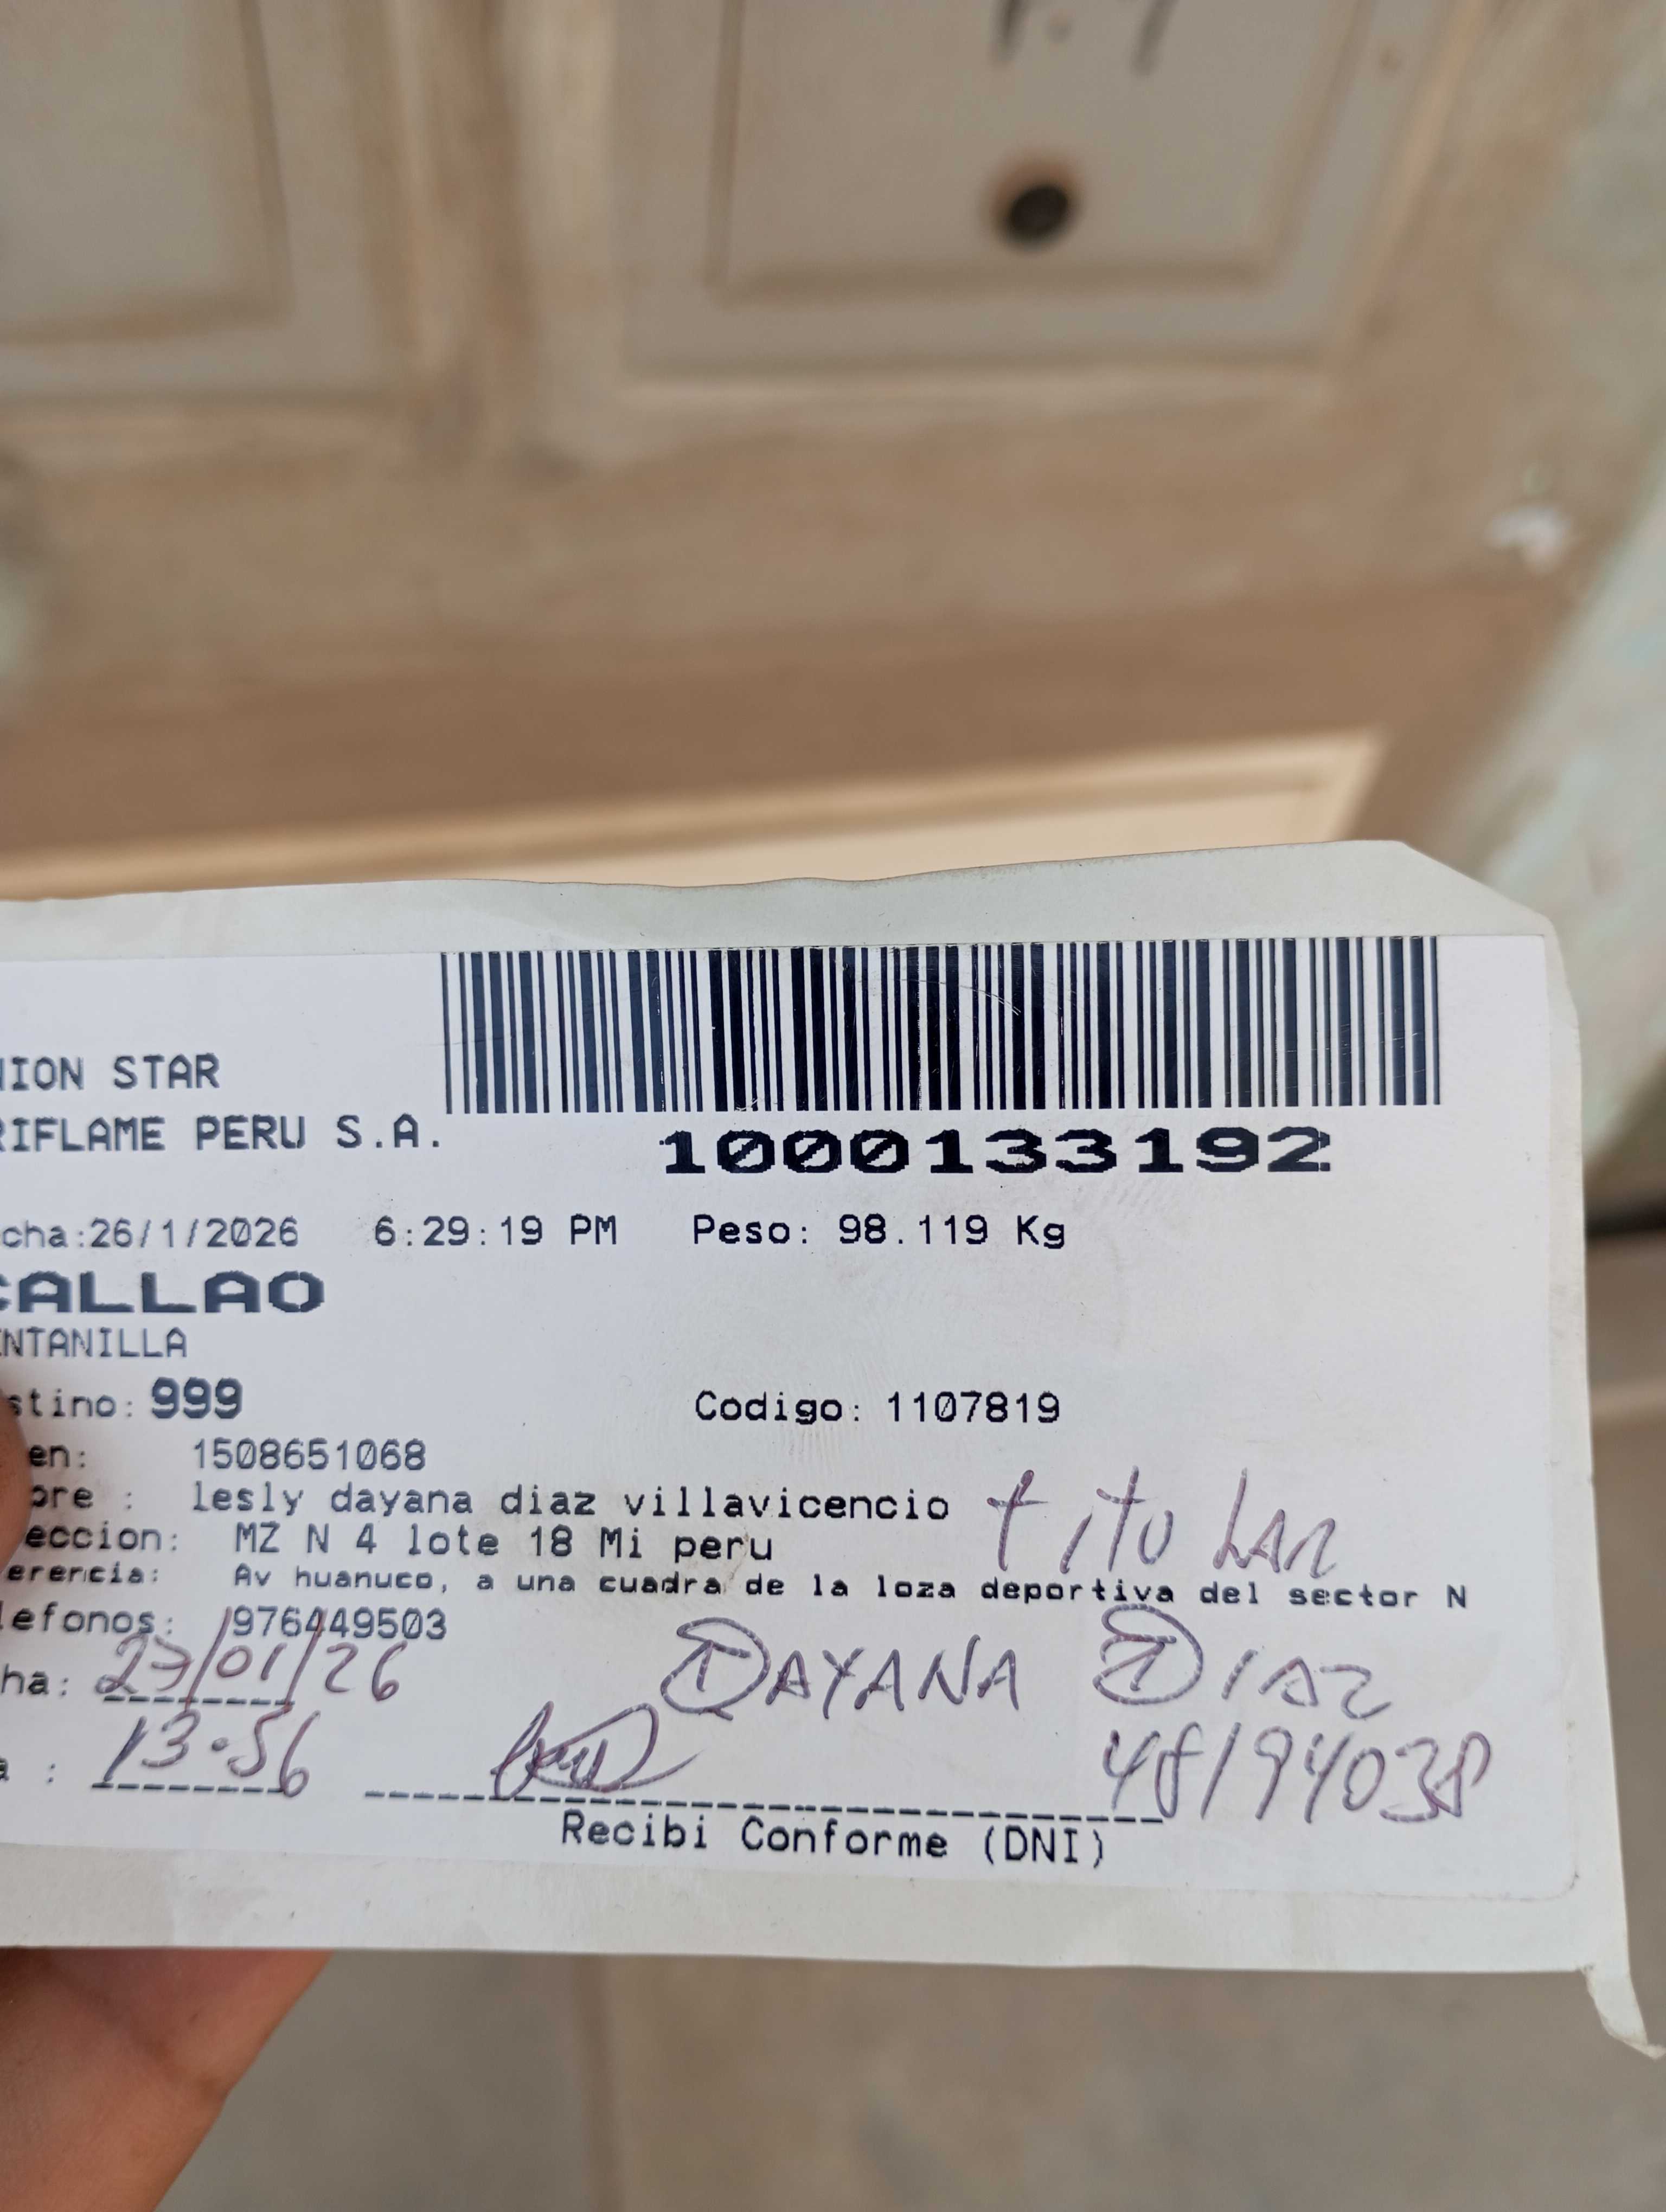 NION STAR
RIFLAME PERU S.A.
1000133192
cha:26/1/2026 6:29:19 PM Peso: 98.119 Kg
CALLAO
NTANILLA
stino: 999 Codigo: 1107819
en: 1508651068
bre : lesly dayana diaz villavicencio titular
eccion: MZ N 4 lote 18 Mi peru
erencia: Av huanuco, a una cuadra de la loza deportiva del sector N
lefonos: 976449503
ha: 27/01/26 DAYANA DIAZ
a : 13:56 48194038
Recibi Conforme (DNI)